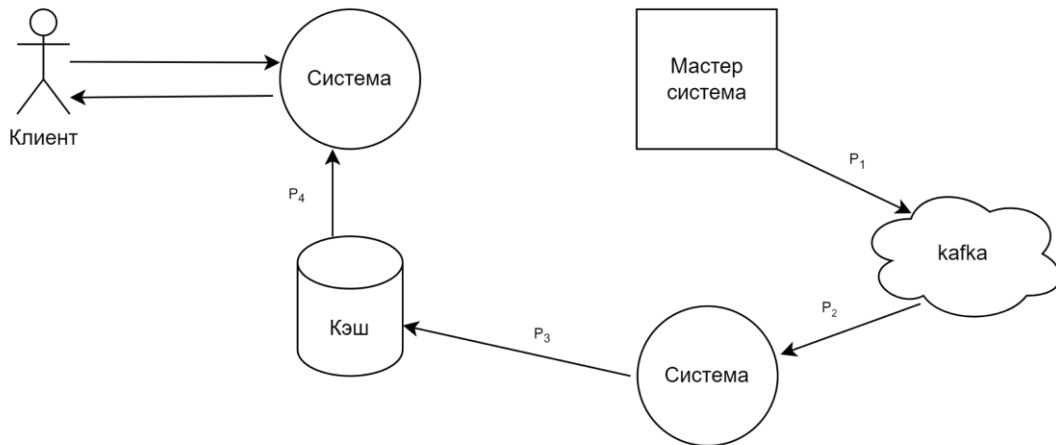 Клиент
Система
Мастер
система
P1
kafka
P2
Система
P3
Кэш
P4